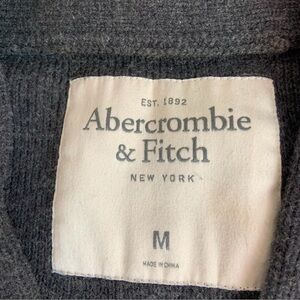 EST. 1892
Abercrombie
& Fitch
NEW YORK
M
MADE IN CHINA